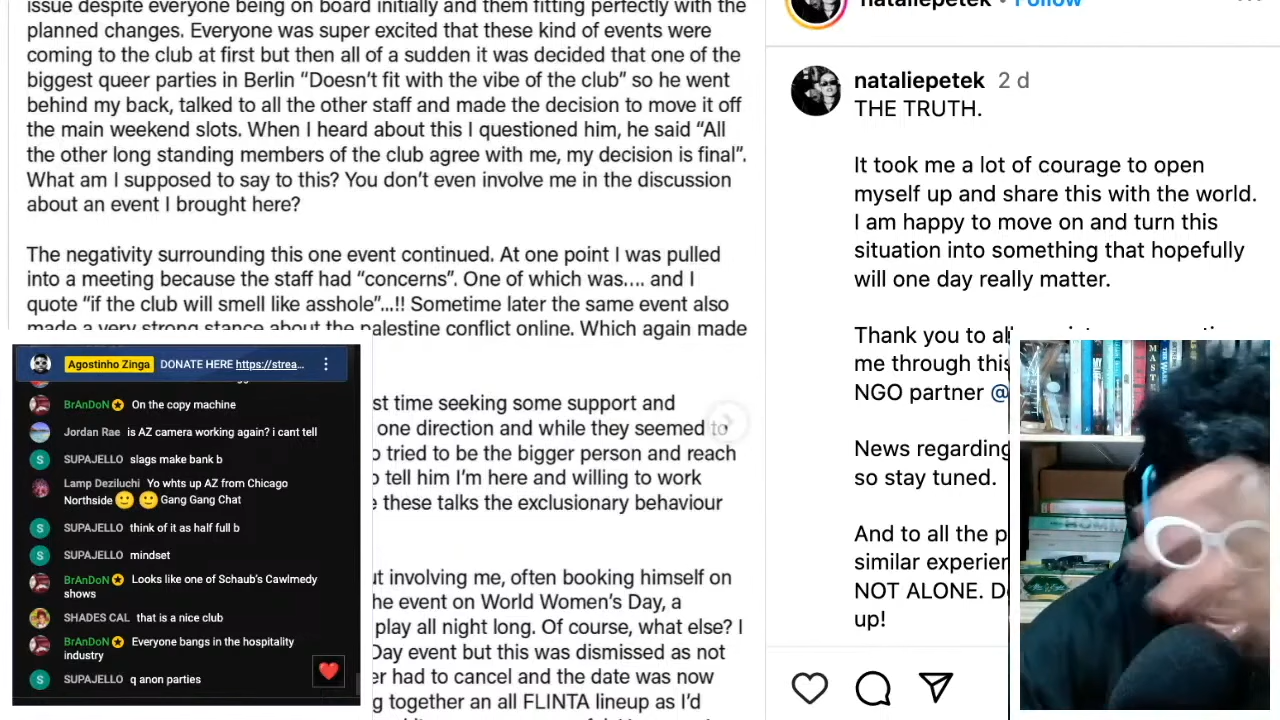 issue despite everyone being on board initially and them fitting perfectly with the
planned changes. Everyone was super excited that these kind of events were
coming to the club at first but then all of a sudden it was decided that one of the
biggest queer parties in Berlin “Doesn’t fit with the vibe of the club” so he went
behind my back, talked to all the other staff and made the decision to move it off
the main weekend slots. When I heard about this I questioned him, he said “All
the other long standing members of the club agree with me, my decision is final”.
What am I supposed to say to this? You don’t even involve me in the discussion
about an event I brought here?
The negativity surrounding this one event continued. At one point I was pulled
into a meeting because the staff had “concerns”. One of which was.... and I
quote “if the club will smell like asshole”...!! Sometime later the same event also
made a very strong stance about the palestine conflict online. Which again made
st time seeking some support and
one direction and while they seemed to
tried to be the bigger person and reach
tell him I’m here and willing to work
these talks the exclusionary behaviour
ut involving me, often booking himself on
he event on World Women’s Day, a
play all night long. Of course, what else? I
Day event but this was dismissed as not
er had to cancel and the date was now
g together an all FLINTA lineup as I’d
Agostinho Zinga DONATE HERE https://strea...
BrAnDoN On the copy machine
Jordan Rae is AZ camera working again? i cant tell
SUPAJELLO slags make bank b
Lamp Deziluchi Yo whts up AZ from Chicago
Northside 🙂 🙂 Gang Gang Chat
SUPAJELLO think of it as half full b
SUPAJELLO mindset
BrAnDoN Looks like one of Schaub's Cawlmedy
shows
SHADES CAL that is a nice club
BrAnDoN Everyone bangs in the hospitality
industry
SUPAJELLO q anon parties
nataliepetek • Follow
nataliepetek 2 d
THE TRUTH.
It took me a lot of courage to open
myself up and share this with the world.
I am happy to move on and turn this
situation into something that hopefully
will one day really matter.
Thank you to al
me through this
NGO partner @
News regarding
so stay tuned.
And to all the p
similar experien
NOT ALONE. D
up!
MASTE